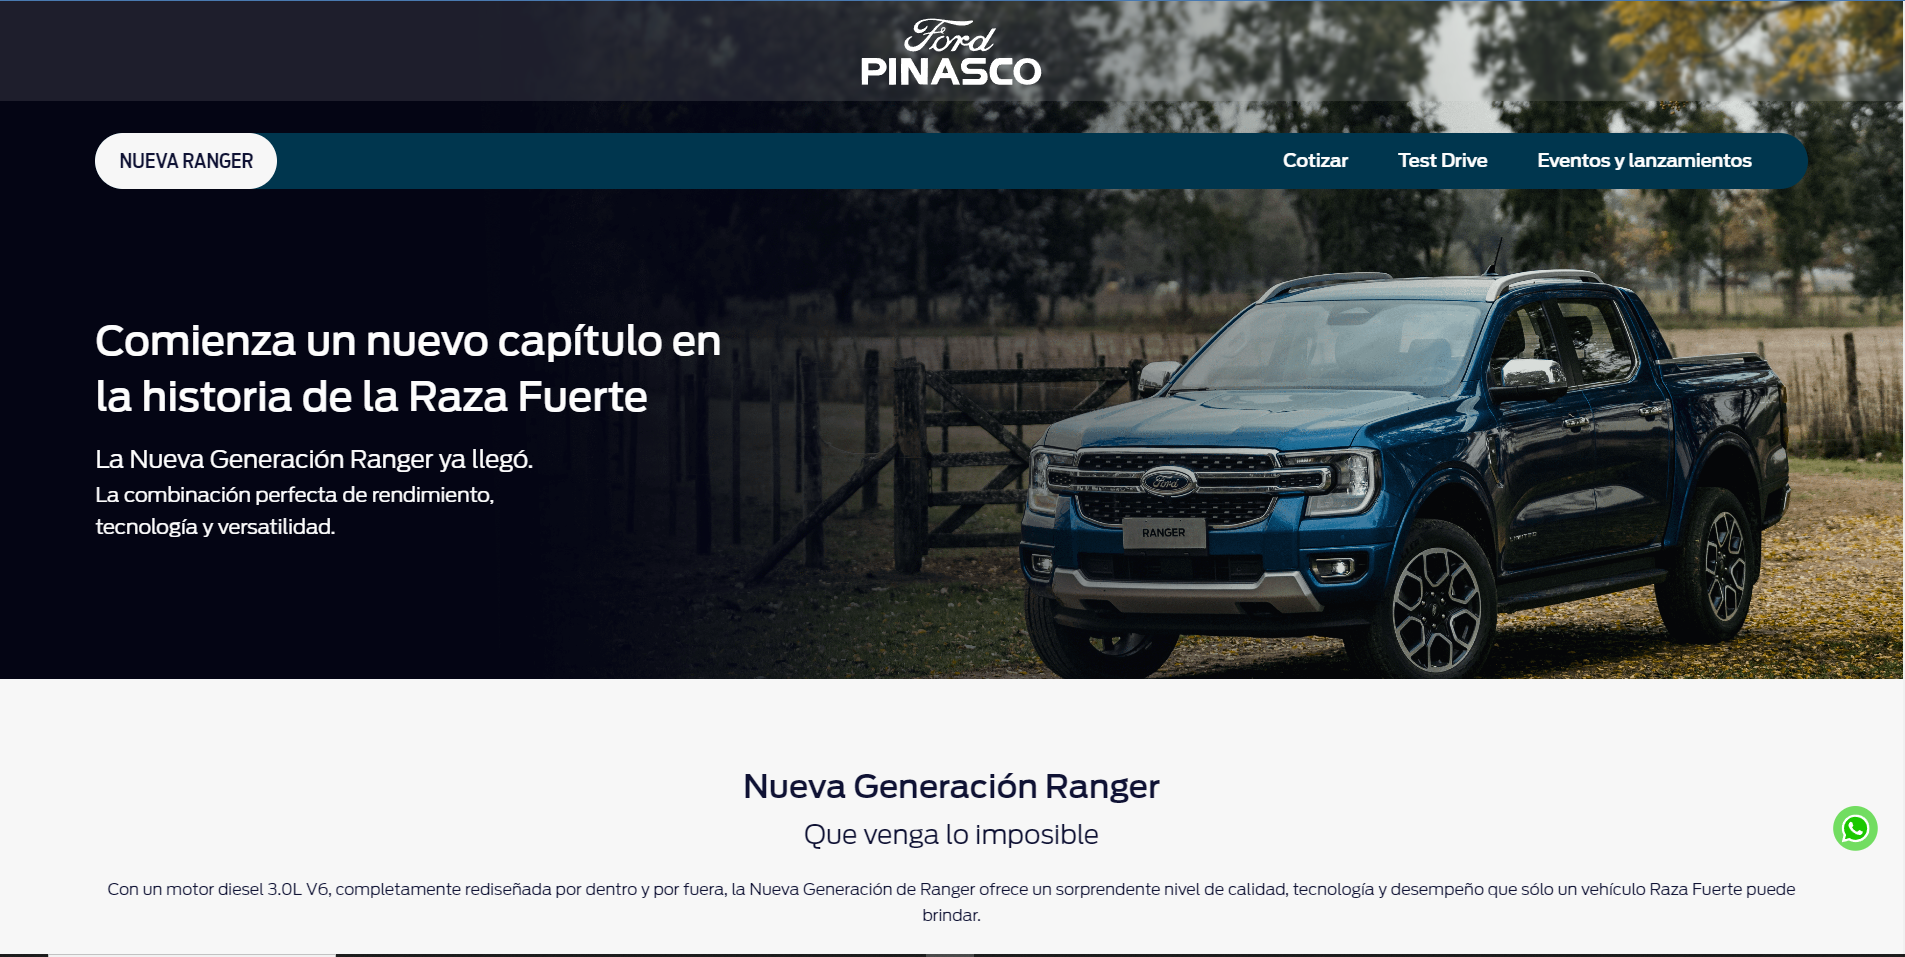 Ford
PINASCO
NUEVA RANGER
Cotizar
Test Drive
Eventos y lanzamientos
Comienza un nuevo capítulo en
la historia de la Raza Fuerte
La Nueva Generación Ranger ya llegó.
La combinación perfecta de rendimiento,
tecnología y versatilidad.
Ford
RANGER
LIMITED
Nueva Generación Ranger
Que venga lo imposible
Con un motor diesel 3.0L V6, completamente rediseñada por dentro y por fuera, la Nueva Generación de Ranger ofrece un sorprendente nivel de calidad, tecnología y desempeño que sólo un vehículo Raza Fuerte puede
brindar.